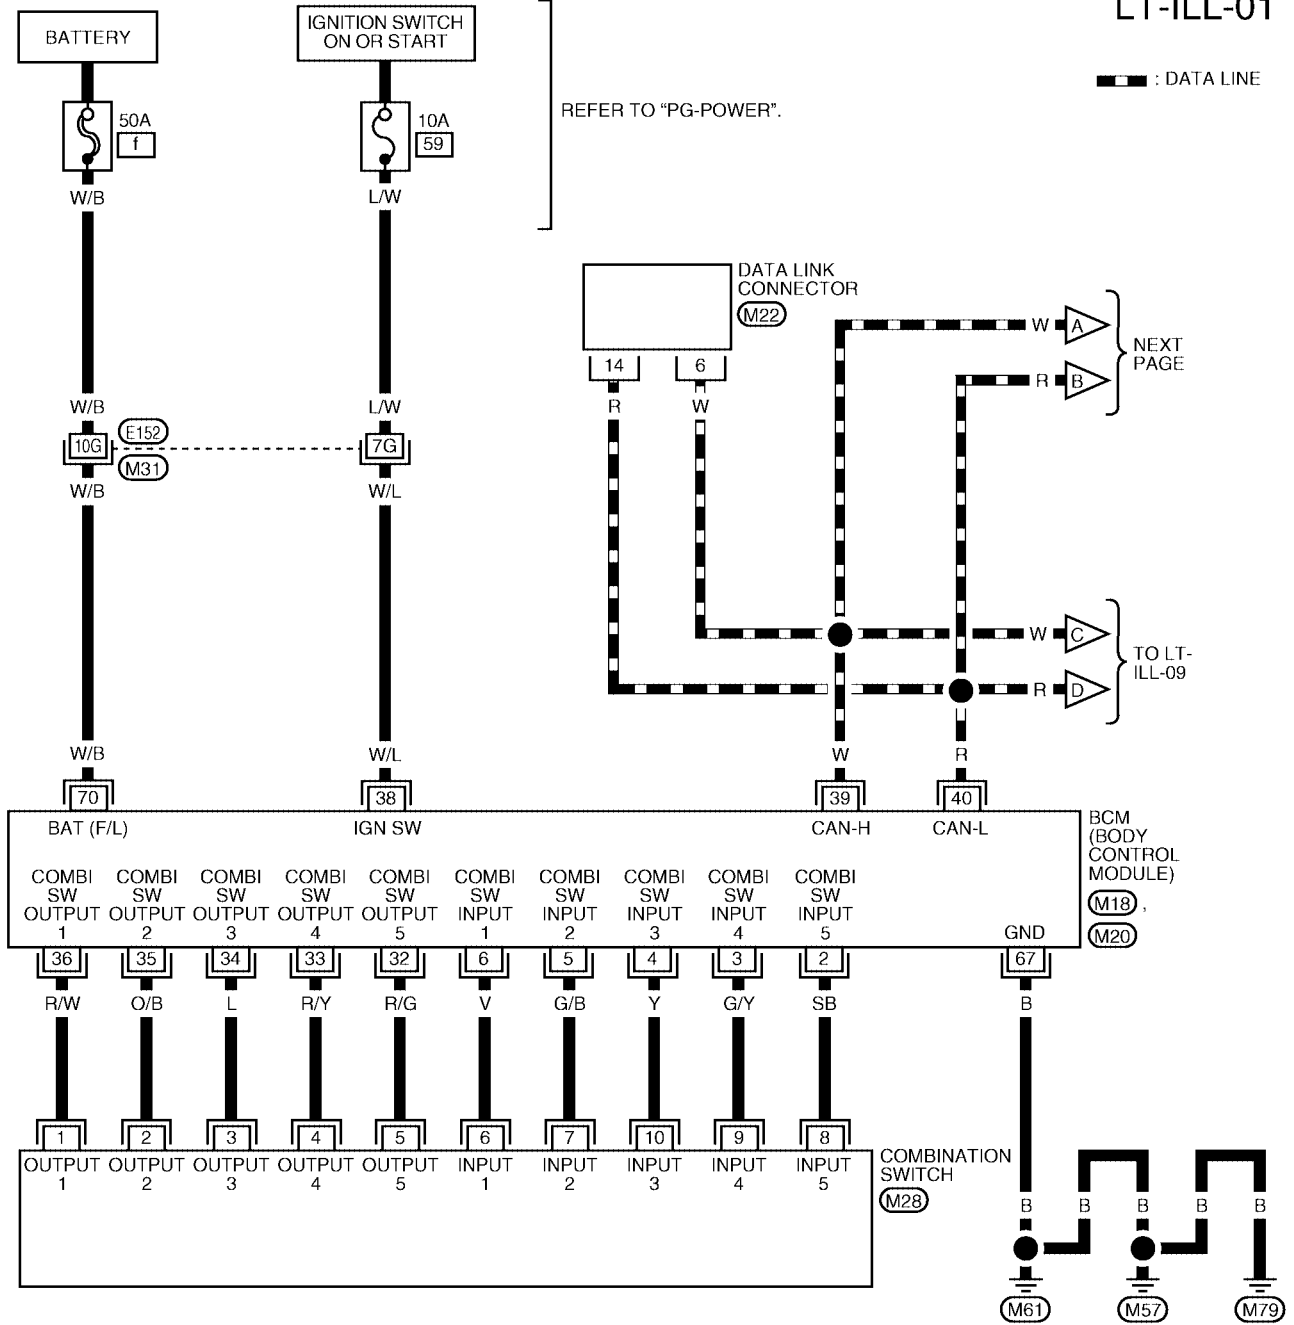 LT-ILL-01
BATTERY
IGNITION SWITCH
ON OR START
: DATA LINE
REFER TO “PG-POWER”.
50A
f
10A
59
W/B
L/W
DATA LINK
CONNECTOR
M22
14
6
R
W
W
A
R
B
NEXT
PAGE
W/B
L/W
10G
E152
M31
7G
W/B
W/L
W
C
R
D
TO LT-
ILL-09
W/B
W/L
W
R
70
38
39
40
BAT (F/L)
IGN SW
CAN-H
CAN-L
BCM
(BODY
CONTROL
MODULE)
M18 ,
M20
COMBI
SW
OUTPUT
1
COMBI
SW
OUTPUT
2
COMBI
SW
OUTPUT
3
COMBI
SW
OUTPUT
4
COMBI
SW
OUTPUT
5
COMBI
SW
INPUT
1
COMBI
SW
INPUT
2
COMBI
SW
INPUT
3
COMBI
SW
INPUT
4
COMBI
SW
INPUT
5
GND
36
35
34
33
32
6
5
4
3
2
67
R/W
O/B
L
R/Y
R/G
V
G/B
Y
G/Y
SB
B
1
2
3
4
5
6
7
10
9
8
OUTPUT
1
OUTPUT
2
OUTPUT
3
OUTPUT
4
OUTPUT
5
INPUT
1
INPUT
2
INPUT
3
INPUT
4
INPUT
5
COMBINATION
SWITCH
M28
B
B
B
B
B
M61
M57
M79